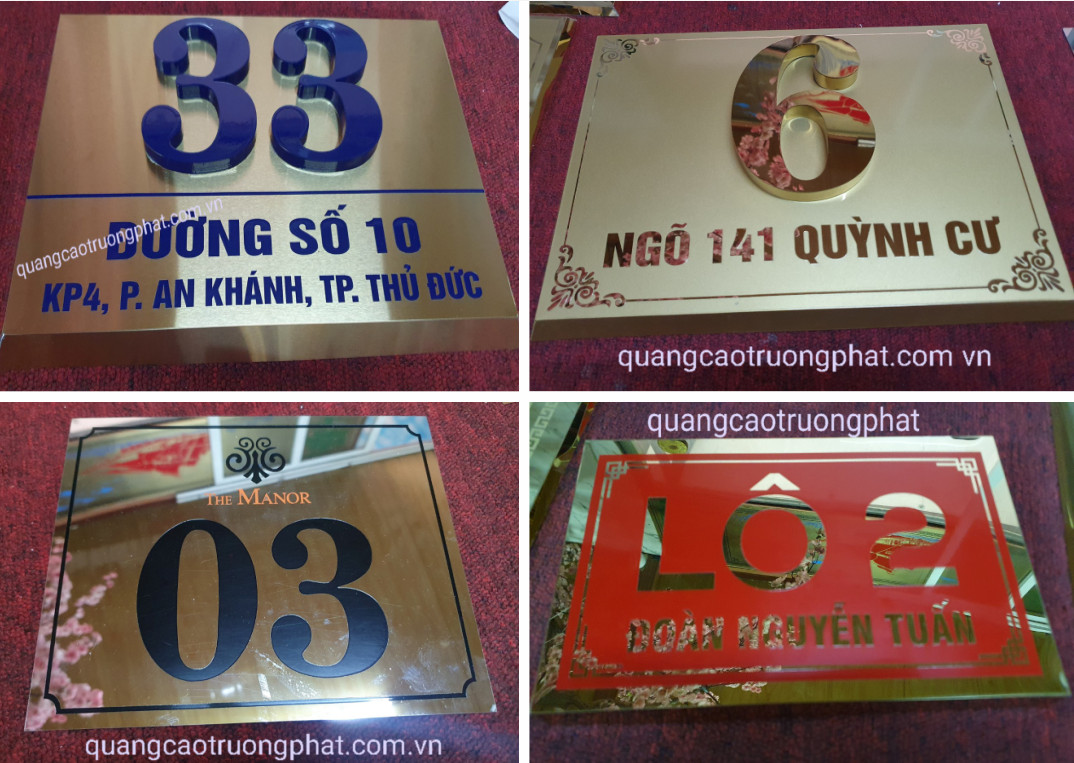 33
ĐƯỜNG SỐ 10
KP4, P. AN KHÁNH, TP. THỦ ĐỨC
quangcaotruongphat.com.vn
6
NGÕ 141 QUỲNH CƯ
quangcaotruongphat.com vn
THE MANOR
03
quangcaotruongphat.com.vn
quangcaotruongphat
LÔ 2
ĐOÀN NGUYỄN TUẤN